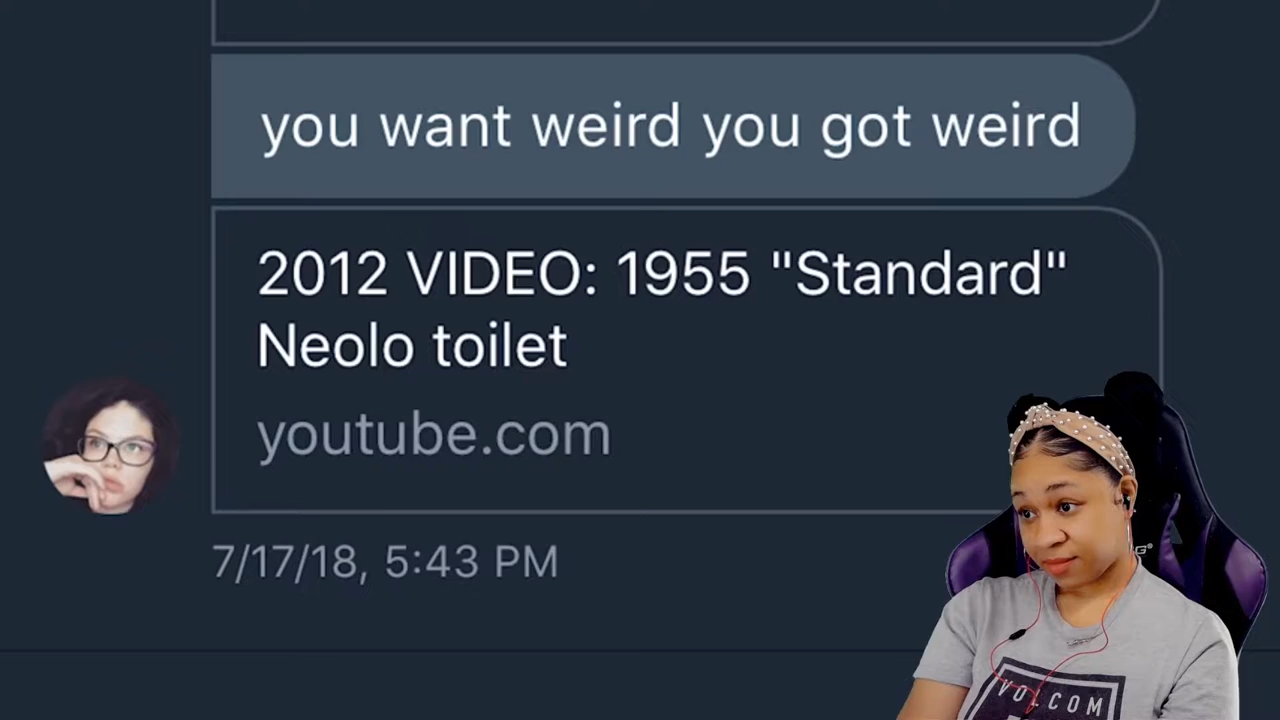 you want weird you got weird
2012 VIDEO: 1955 "Standard"
Neolo toilet
youtube.com
7/17/18, 5:43 PM
G®
VOLCOM